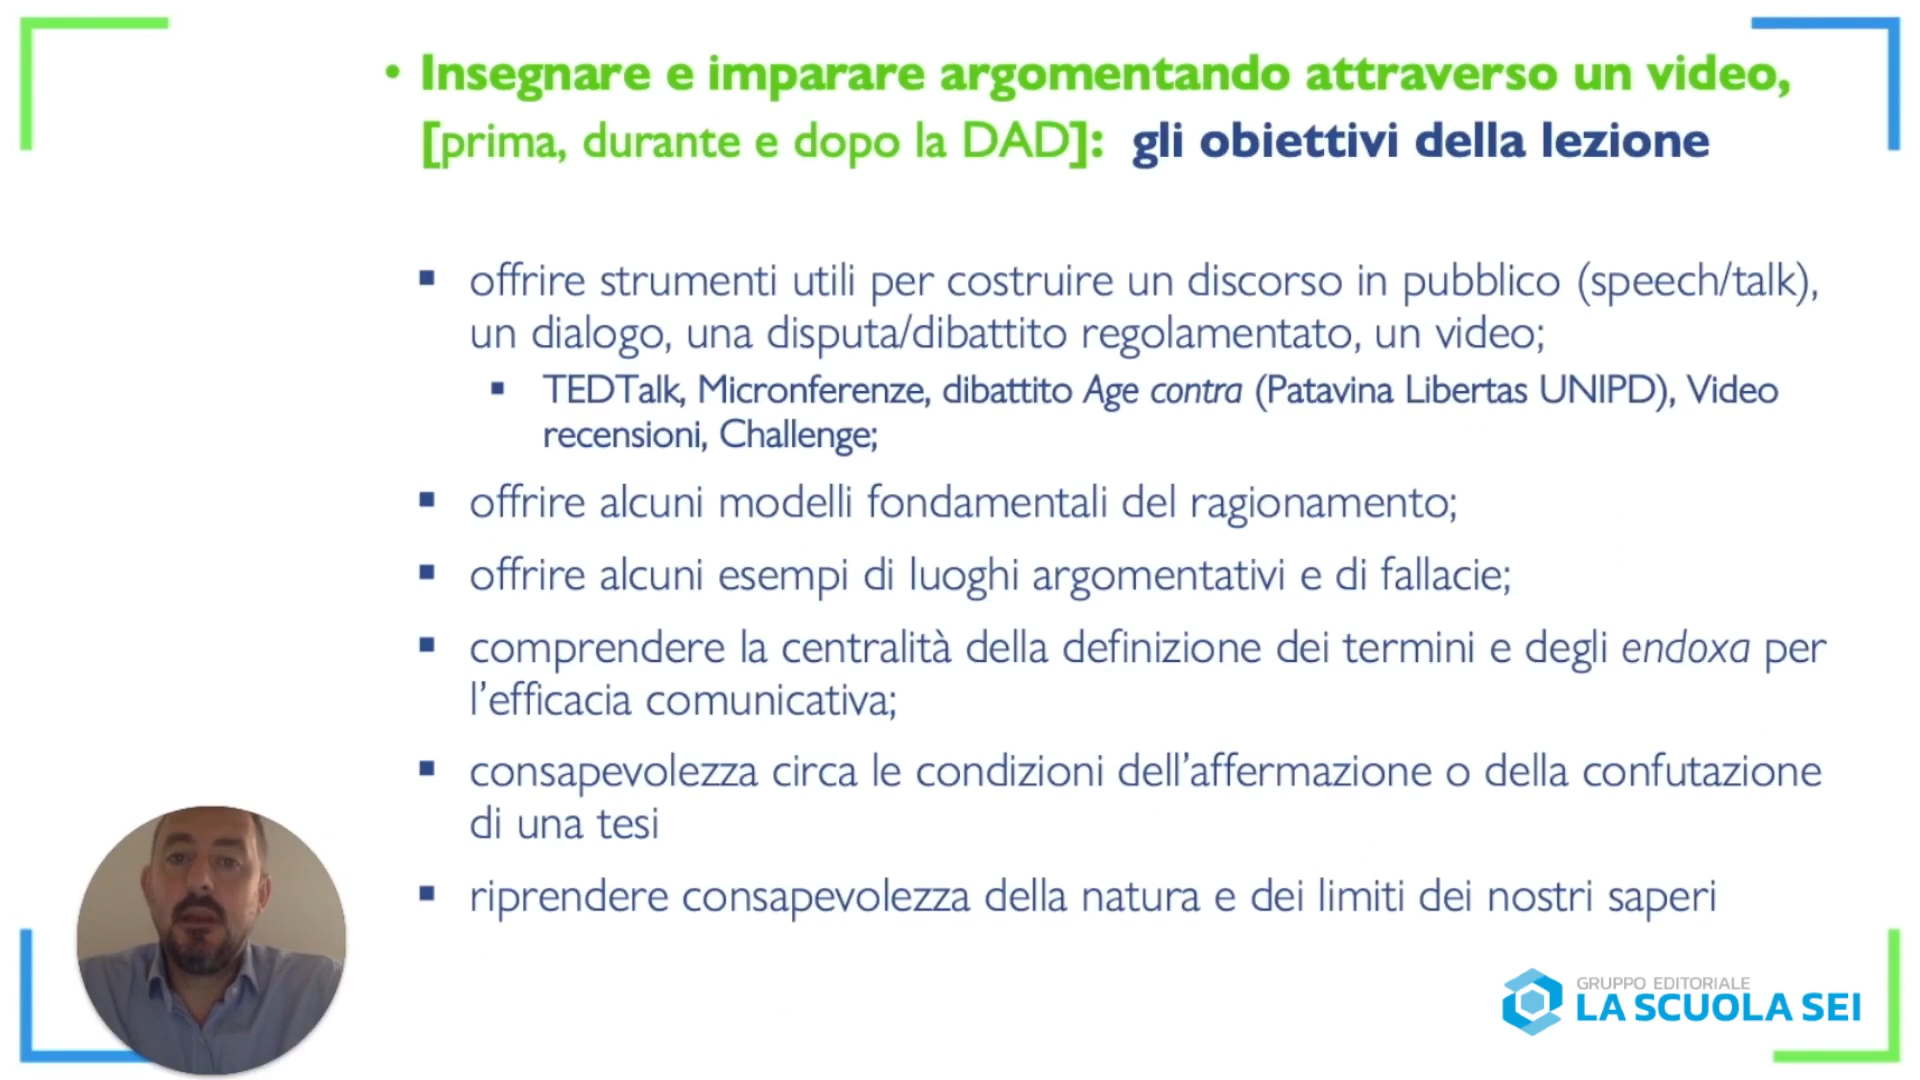 • Insegnare e imparare argomentando attraverso un video,
[prima, durante e dopo la DAD]: gli obiettivi della lezione
▪ offrire strumenti utili per costruire un discorso in pubblico (speech/talk),
un dialogo, una disputa/dibattito regolamentato, un video;
▪ TEDTalk, Micronferenze, dibattito Age contra (Patavina Libertas UNIPD), Video
recensioni, Challenge;
▪ offrire alcuni modelli fondamentali del ragionamento;
▪ offrire alcuni esempi di luoghi argomentativi e di fallacie;
▪ comprendere la centralità della definizione dei termini e degli endoxa per
l’efficacia comunicativa;
▪ consapevolezza circa le condizioni dell’affermazione o della confutazione
di una tesi
▪ riprendere consapevolezza della natura e dei limiti dei nostri saperi
GRUPPO EDITORIALE
LA SCUOLA SEI